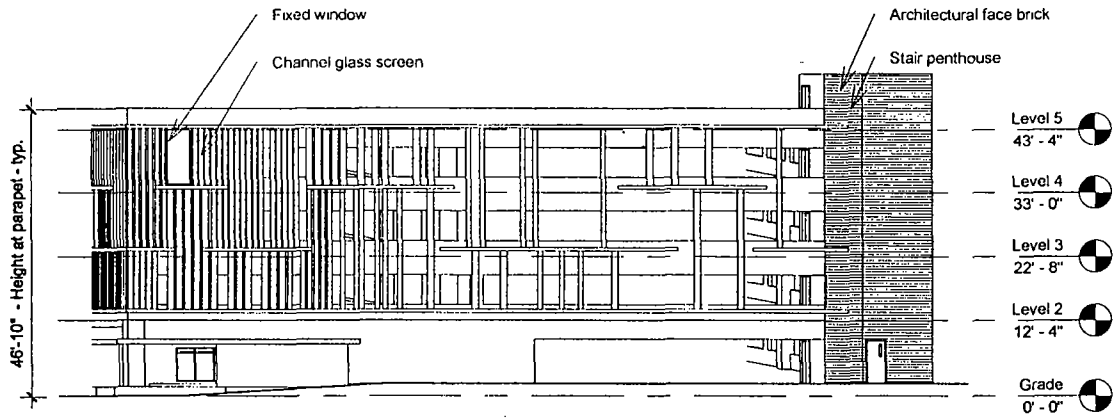 Fixed window
Channel glass screen
Architectural face brick
Stair penthouse
46'-10" - Height at parapet - typ.
Level 5
43' - 4"
Level 4
33' - 0"
Level 3
22' - 8"
Level 2
12' - 4"
Grade
0' - 0"